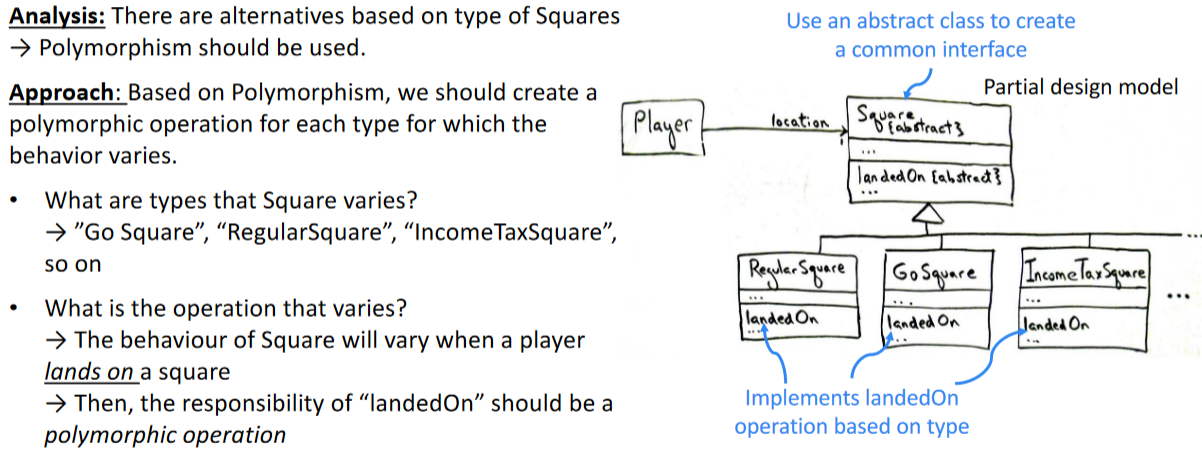 Analysis: There are alternatives based on type of Squares
→ Polymorphism should be used.
Approach: Based on Polymorphism, we should create a
polymorphic operation for each type for which the
behavior varies.
• What are types that Square varies?
→ ”Go Square”, “RegularSquare”, “IncomeTaxSquare”,
so on
• What is the operation that varies?
→ The behaviour of Square will vary when a player
lands on a square
→ Then, the responsibility of “landedOn” should be a
polymorphic operation
Use an abstract class to create
a common interface
Partial design model
Player
location
1
Square
{abstract}
...
landedOn {abstract}
...
...
RegularSquare
...
landedOn
...
GoSquare
...
landedOn
...
IncomeTaxSquare
...
landedOn
...
...
Implements landedOn
operation based on type